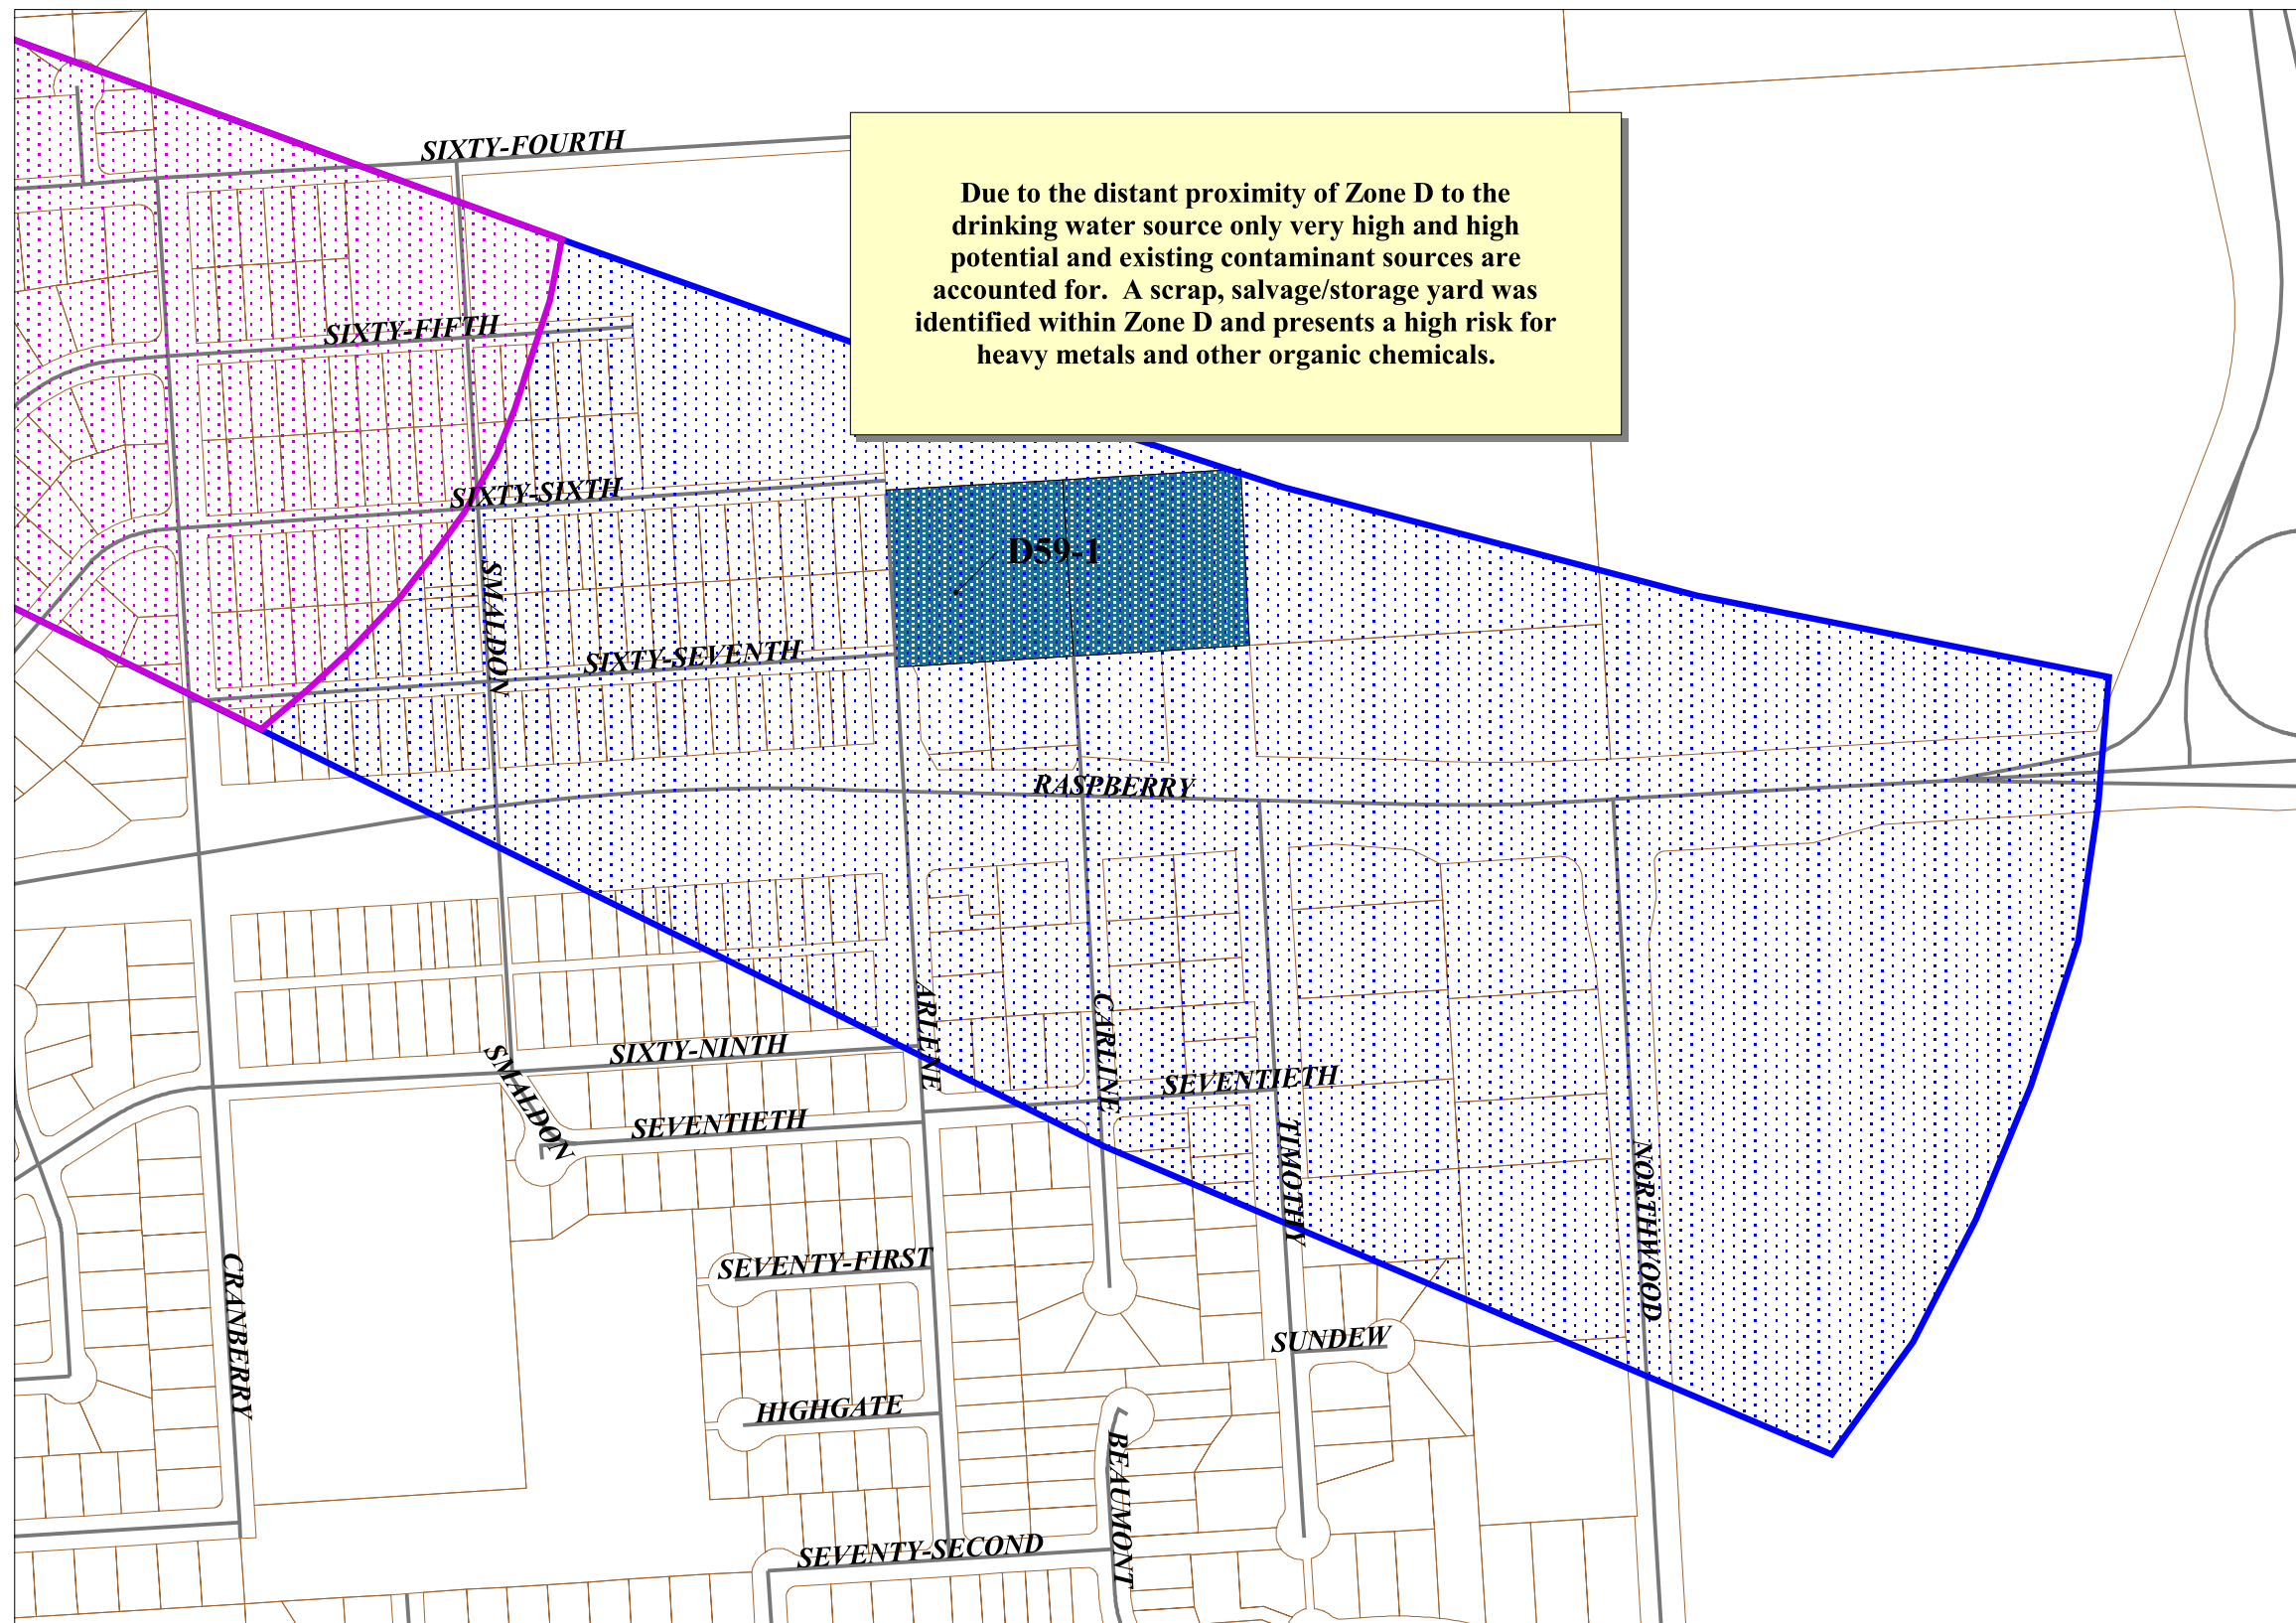 SIXTY-FOURTH
Due to the distant proximity of Zone D to the
drinking water source only very high and high
potential and existing contaminant sources are
accounted for.  A scrap, salvage/storage yard was
identified within Zone D and presents a high risk for
heavy metals and other organic chemicals.
SIXTY-FIFTH
SIXTY-SIXTH
D59-1
SMALDON
SIXTY-SEVENTH
RASPBERRY
ARLENE
CARLINE
SIXTY-NINTH
SMALDON
SEVENTIETH
SEVENTIETH
TIMOTHY
NORTHWOOD
CRANBERRY
SEVENTY-FIRST
SUNDEW
HIGHGATE
BEAUMONT
SEVENTY-SECOND